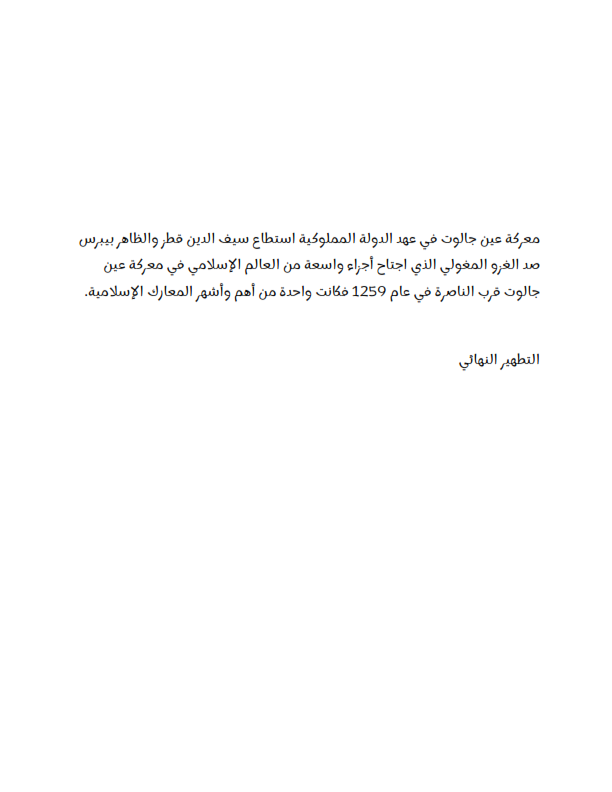 معركة عين جالوت في عهد الدولة المملوكية استطاع سيف الدين قطز والظاهر بيبرس
صد الغزو المغولي الذي اجتاح أجزاء واسعة من العالم الإسلامي في معركة عين
جالوت قرب الناصرة في عام 1259 فكانت واحدة من أهم وأشهر المعارك الإسلامية.
التطهير النهائي